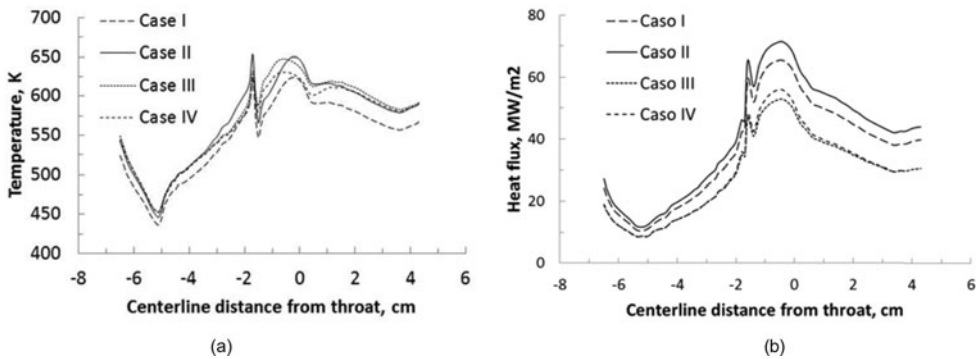 700
650
600
550
500
450
400
Temperature, K
Case I
Case II
Case III
Case IV
-8 -6 -4 -2 0 2 4 6
Centerline distance from throat, cm
(a)
80
60
40
20
0
Heat flux, MW/m2
Caso I
Caso II
Caso III
Caso IV
-8 -6 -4 -2 0 2 4 6
Centerline distance from throat, cm
(b)